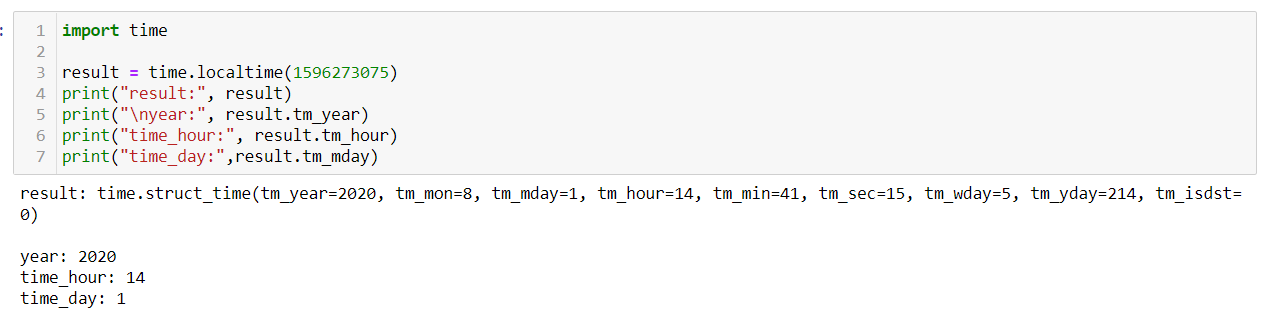 :
1 import time
2
3 result = time.localtime(1596273075)
4 print("result:", result)
5 print("\nyear:", result.tm_year)
6 print("time_hour:", result.tm_hour)
7 print("time_day:",result.tm_mday)
result: time.struct_time(tm_year=2020, tm_mon=8, tm_mday=1, tm_hour=14, tm_min=41, tm_sec=15, tm_wday=5, tm_yday=214, tm_isdst=
0)
year: 2020
time_hour: 14
time_day: 1